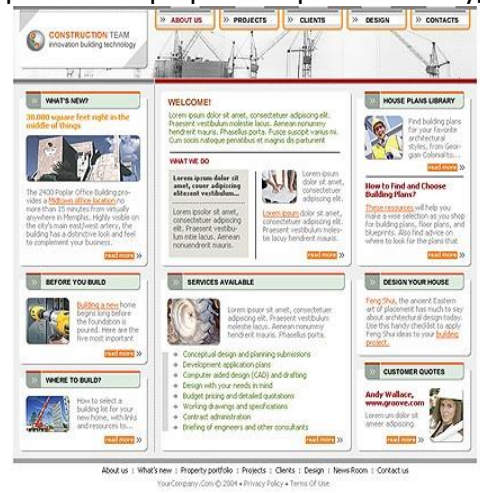 ABOUT US
PROJECTS
CLIENTS
DESIGN
CONTACTS
CONSTRUCTION TEAM
innovation building technology
WHAT'S NEW?
38.000 square feet right in the
middle of things
The 2400 Poplar Office Building pro-
vides a Midtown office location no
more than 15 minutes from virtually
anywhere in Memphis. Highly visible on
the city's main east/west artery, the
building has a distinctive look and feel
to complement your business.
read more
BEFORE YOU BUILD
Building a new home
begins long before
the foundation is
poured. Here are the
five most important
read more
WHERE TO BUILD?
How to select a
building lot for your
new home, with links
and resources to...
read more
WELCOME!
Lorem ipsum dolor sit amet, consectetuer adipiscing elit.
Praesent vestibulum molestie lacus. Aenean nonummy
hendrerit mauris. Phasellus porta. Fusce suscipit varius mi.
Cum sociis natoque penatibus et magnis dis parturient
WHAT WE DO
Lorem ipsum dolor sit
amet, couer adipiscing
elitesent vestibulum...
Lorem ipsum dolor sit amet,
consectetuer adipiscing
elit. Praesent vestibu-
lum mtie lacus. Aenean
nonuendrerit mauris.
Lorem ipsum
dolor sit amet,
consectetuer
adipiscing elit.
Lorem ipsum dolor sit amet,
consectetuer adipiscing elit.
Praesent vestibulum moles-
tie lacuy hendrerit mauris.
read more
SERVICES AVAILABLE
Lorem ipsum dolor sit amet, consectetuer
adipiscing elit. Praesent vestibulum
molestie lacus. Aenean nonummy
hendrerit mauris. Phasellus porta.
Conceptual design and planning submissions
Development application plans
Computer aided design (CAD) and drafting
Design with your needs in mind
Budget pricing and detailed quotations
Working drawings and specifications
Contract administration
Briefing of engineers and other consultants
read more
HOUSE PLANS LIBRARY
Find building plans
for your favorite
architectural
styles, from Geor-
gian Colonial to...
read more
How to Find and Choose
Building Plans?
These resources will help you
make a wise selection as you shop
for building plans, floor plans, and
blueprints. Also find advice on
where to look for the plans that
read more
DESIGN YOUR HOUSE
Feng Shui, the ancient Eastern
art of placement has much to say
about architectural design today.
Use this handy checklist to apply
Feng Shui ideas to your building
project.
CUSTOMER QUOTES
Andy Wallace,
www.groove.com
Lorem um dolor sit
ameer adipiscing.
read more
About us : What's new : Property portfolio : Projects : Clients : Design : News Room : Contact us
YourCompany.Com © 2004 • Privacy Policy • Terms Of Use